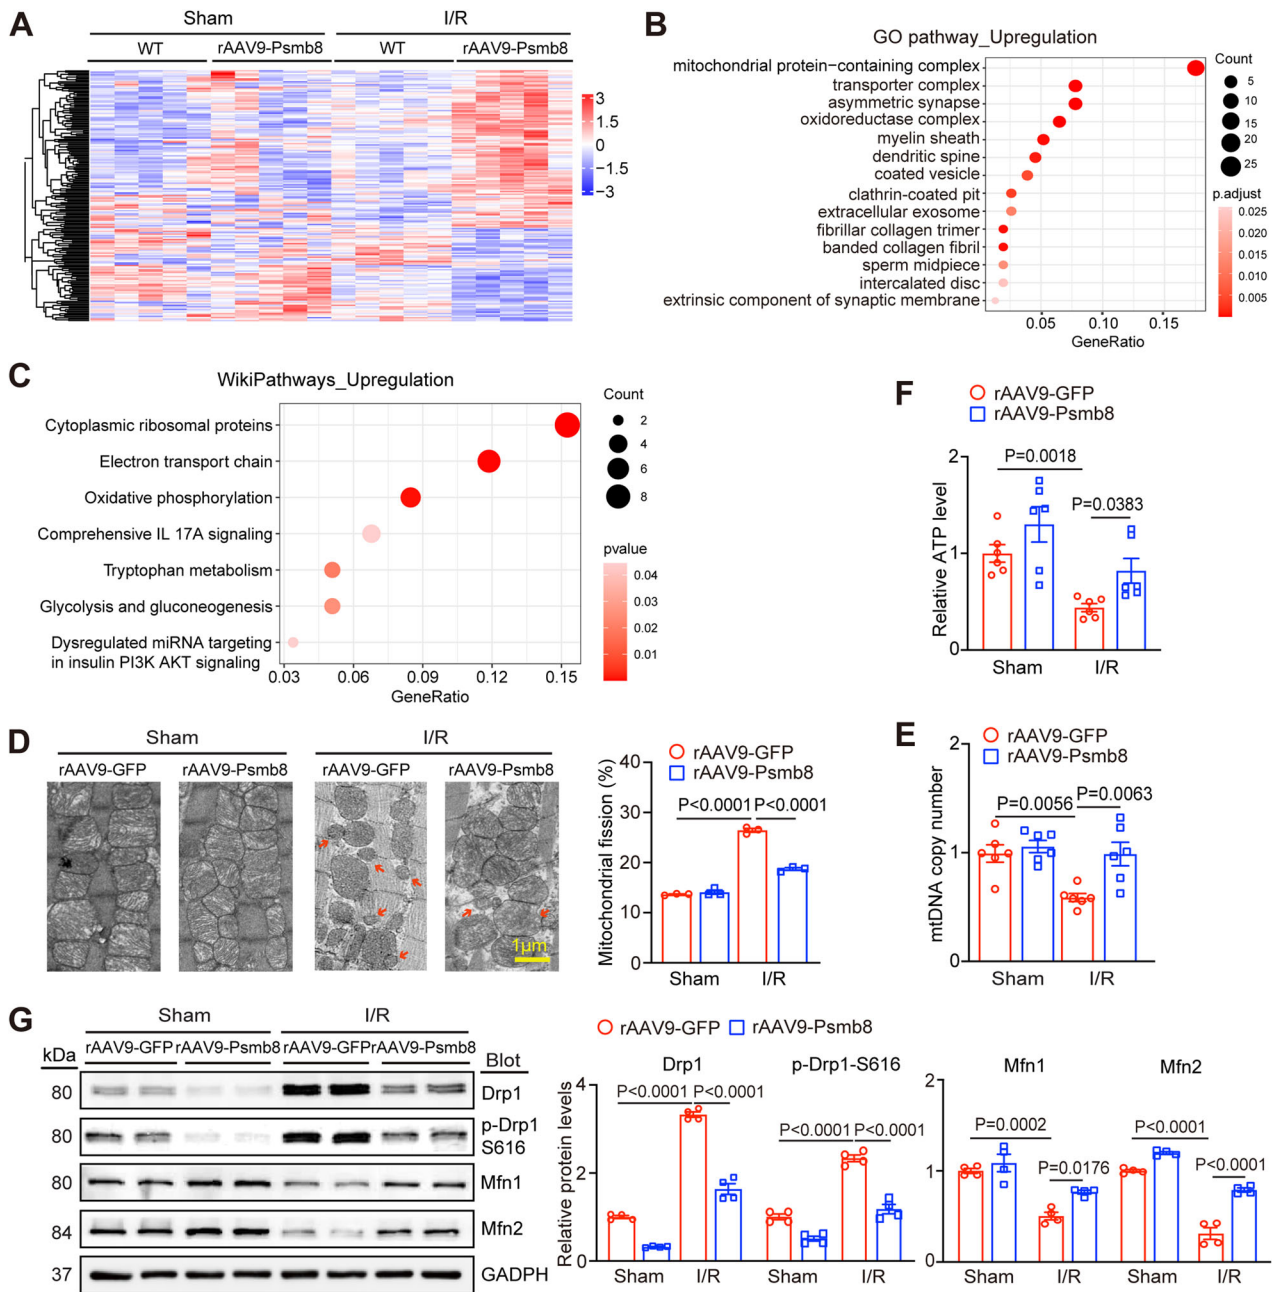 A
Sham
I/R
WT
rAAV9-Psmb8
WT
rAAV9-Psmb8
3
1.5
0
−1.5
−3
B
GO pathway_Upregulation
mitochondrial protein−containing complex
transporter complex
asymmetric synapse
oxidoreductase complex
myelin sheath
dendritic spine
coated vesicle
clathrin-coated pit
extracellular exosome
fibrillar collagen trimer
banded collagen fibril
sperm midpiece
intercalated disc
extrinsic component of synaptic membrane
0.05
0.10
0.15
GeneRatio
Count
5
10
15
20
25
p.adjust
0.025
0.020
0.015
0.010
0.005
C
WikiPathways_Upregulation
Cytoplasmic ribosomal proteins
Electron transport chain
Oxidative phosphorylation
Comprehensive IL 17A signaling
Tryptophan metabolism
Glycolysis and gluconeogenesis
Dysregulated miRNA targeting
in insulin PI3K AKT signaling
0.03
0.06
0.09
0.12
0.15
GeneRatio
Count
2
4
6
8
pvalue
0.04
0.03
0.02
0.01
F
rAAV9-GFP
rAAV9-Psmb8
Relative ATP level
2
1
0
P=0.0018
P=0.0383
Sham
I/R
D
Sham
I/R
rAAV9-GFP
rAAV9-Psmb8
rAAV9-GFP
rAAV9-Psmb8
1μm
rAAV9-GFP
rAAV9-Psmb8
Mitochondrial fission (%)
40
30
20
10
0
P<0.0001
P<0.0001
Sham
I/R
E
rAAV9-GFP
rAAV9-Psmb8
mtDNA copy number
2
1
0
P=0.0056
P=0.0063
Sham
I/R
G
Sham
I/R
kDa
rAAV9-GFP
rAAV9-Psmb8
rAAV9-GFP
rAAV9-Psmb8
Blot
80
Drp1
80
p-Drp1
S616
80
Mfn1
84
Mfn2
37
GADPH
rAAV9-GFP
rAAV9-Psmb8
Relative protein levels
Drp1
p-Drp1-S616
4
2
0
P<0.0001
P<0.0001
P<0.0001
P<0.0001
Sham
I/R
Sham
I/R
Mfn1
Mfn2
2
1
0
P=0.0002
P=0.0176
P<0.0001
P<0.0001
Sham
I/R
Sham
I/R